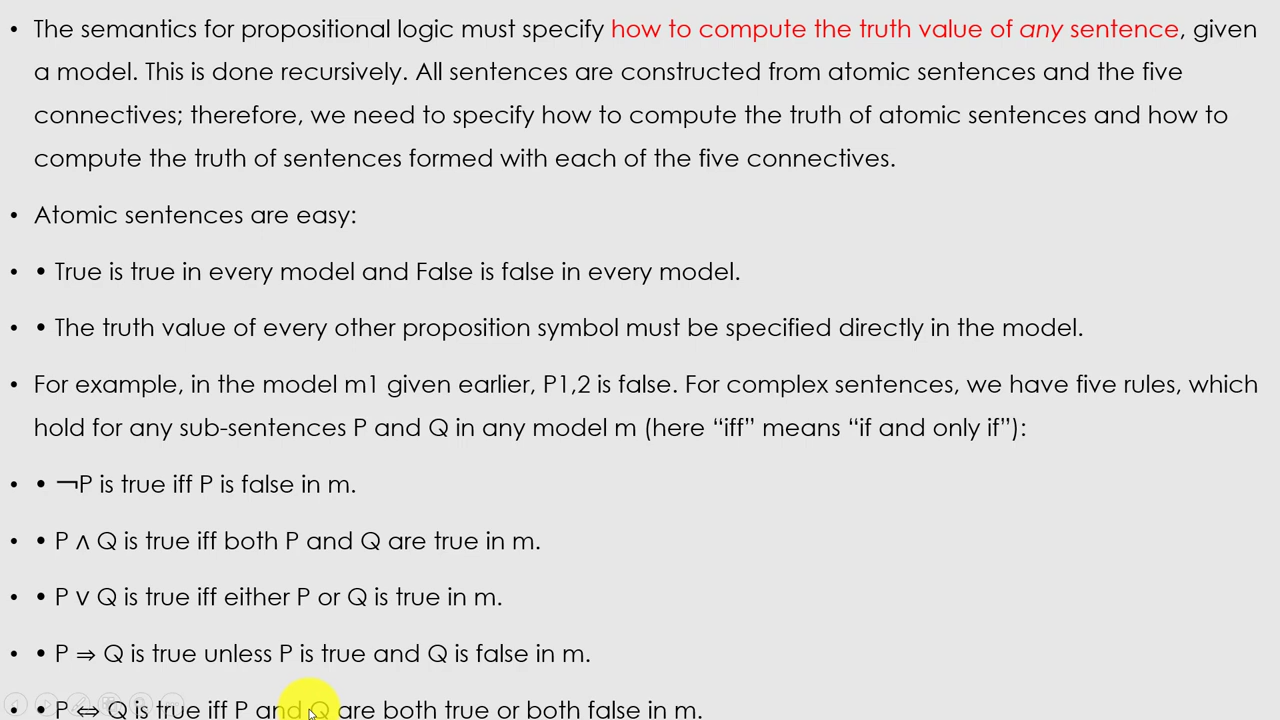 • The semantics for propositional logic must specify how to compute the truth value of any sentence, given
a model. This is done recursively. All sentences are constructed from atomic sentences and the five
connectives; therefore, we need to specify how to compute the truth of atomic sentences and how to
compute the truth of sentences formed with each of the five connectives.
• Atomic sentences are easy:
• • True is true in every model and False is false in every model.
• • The truth value of every other proposition symbol must be specified directly in the model.
• For example, in the model m1 given earlier, P1,2 is false. For complex sentences, we have five rules, which
hold for any sub-sentences P and Q in any model m (here “iff” means “if and only if”):
• • ¬P is true iff P is false in m.
• • P ∧ Q is true iff both P and Q are true in m.
• • P ∨ Q is true iff either P or Q is true in m.
• • P ⇒ Q is true unless P is true and Q is false in m.
• • P ⇔ Q is true iff P and Q are both true or both false in m.